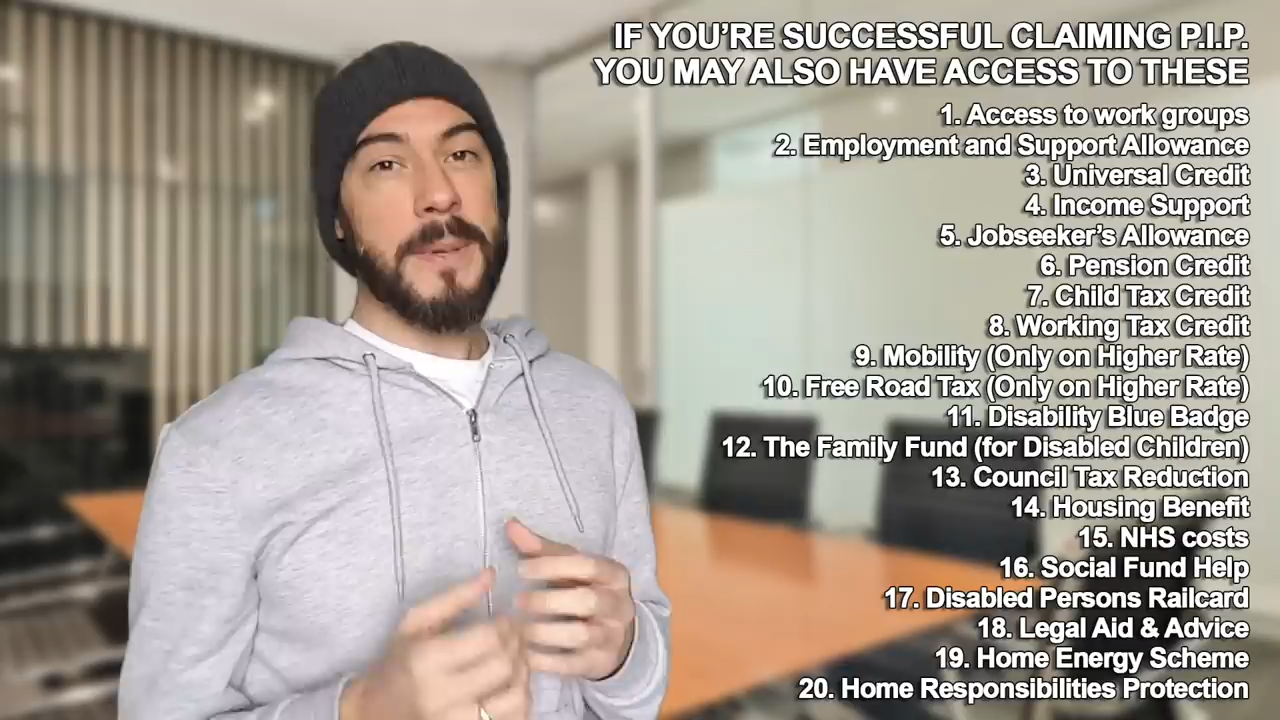 IF YOU'RE SUCCESSFUL CLAIMING P.I.P.
YOU MAY ALSO HAVE ACCESS TO THESE
1. Access to work groups
2. Employment and Support Allowance
3. Universal Credit
4. Income Support
5. Jobseeker's Allowance
6. Pension Credit
7. Child Tax Credit
8. Working Tax Credit
9. Mobility (Only on Higher Rate)
10. Free Road Tax (Only on Higher Rate)
11. Disability Blue Badge
12. The Family Fund (for Disabled Children)
13. Council Tax Reduction
14. Housing Benefit
15. NHS costs
16. Social Fund Help
17. Disabled Persons Railcard
18. Legal Aid & Advice
19. Home Energy Scheme
20. Home Responsibilities Protection